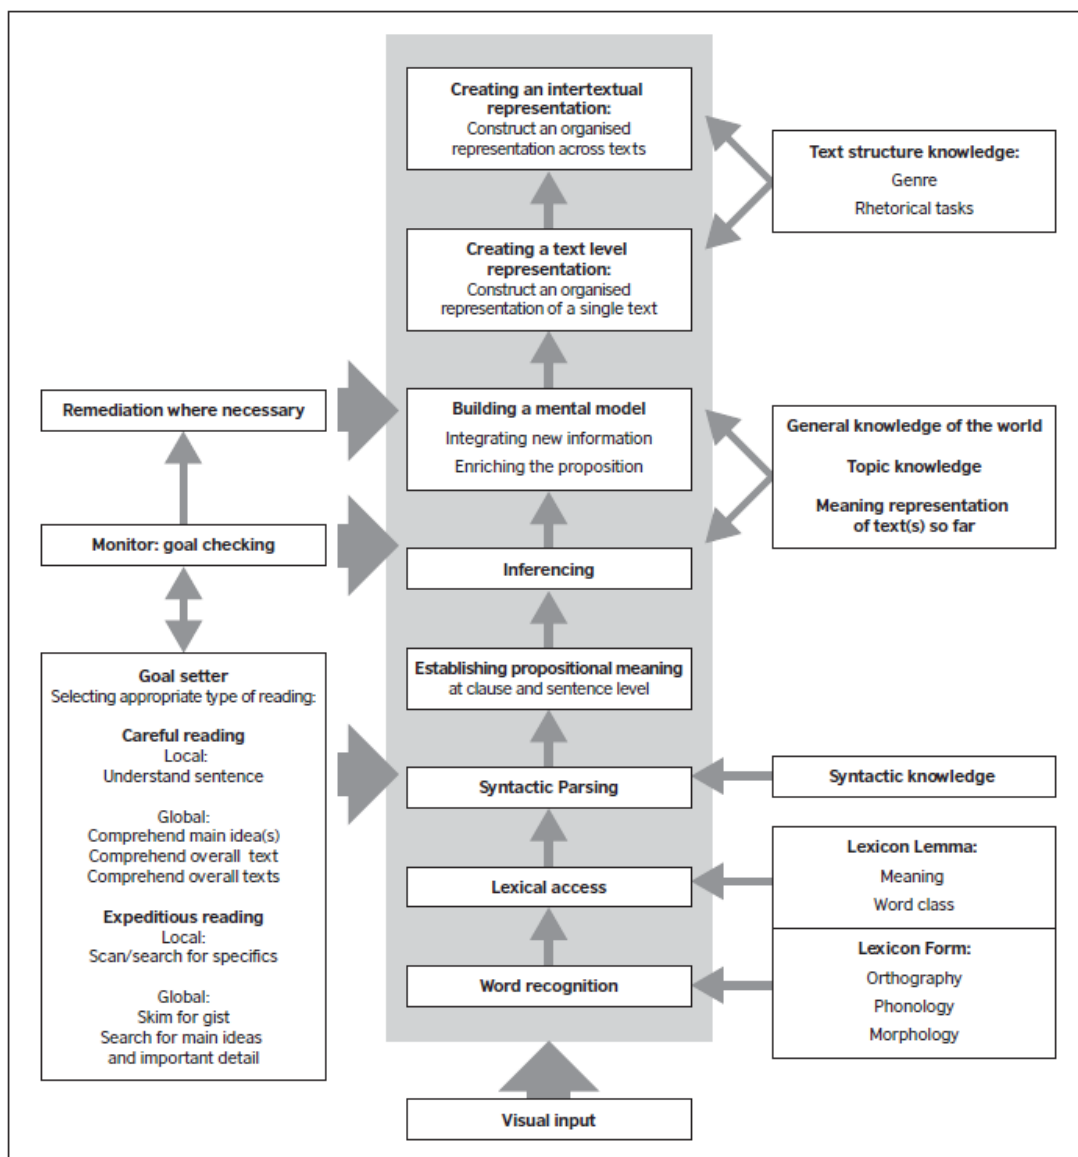 Creating an intertextual
representation:
Construct an organised
representation across texts
Text structure knowledge:
Genre
Rhetorical tasks
Creating a text level
representation:
Construct an organised
representation of a single text
Remediation where necessary
Building a mental model
Integrating new information
Enriching the proposition
General knowledge of the world
Topic knowledge
Meaning representation
of text(s) so far
Monitor: goal checking
Inferencing
Goal setter
Selecting appropriate type of reading:
Careful reading
Local:
Understand sentence
Global:
Comprehend main idea(s)
Comprehend overall text
Comprehend overall texts
Expeditious reading
Local:
Scan/search for specifics
Global:
Skim for gist
Search for main ideas
and important detail
Establishing propositional meaning
at clause and sentence level
Syntactic Parsing
Syntactic knowledge
Lexical access
Lexicon Lemma:
Meaning
Word class
Word recognition
Lexicon Form:
Orthography
Phonology
Morphology
Visual input